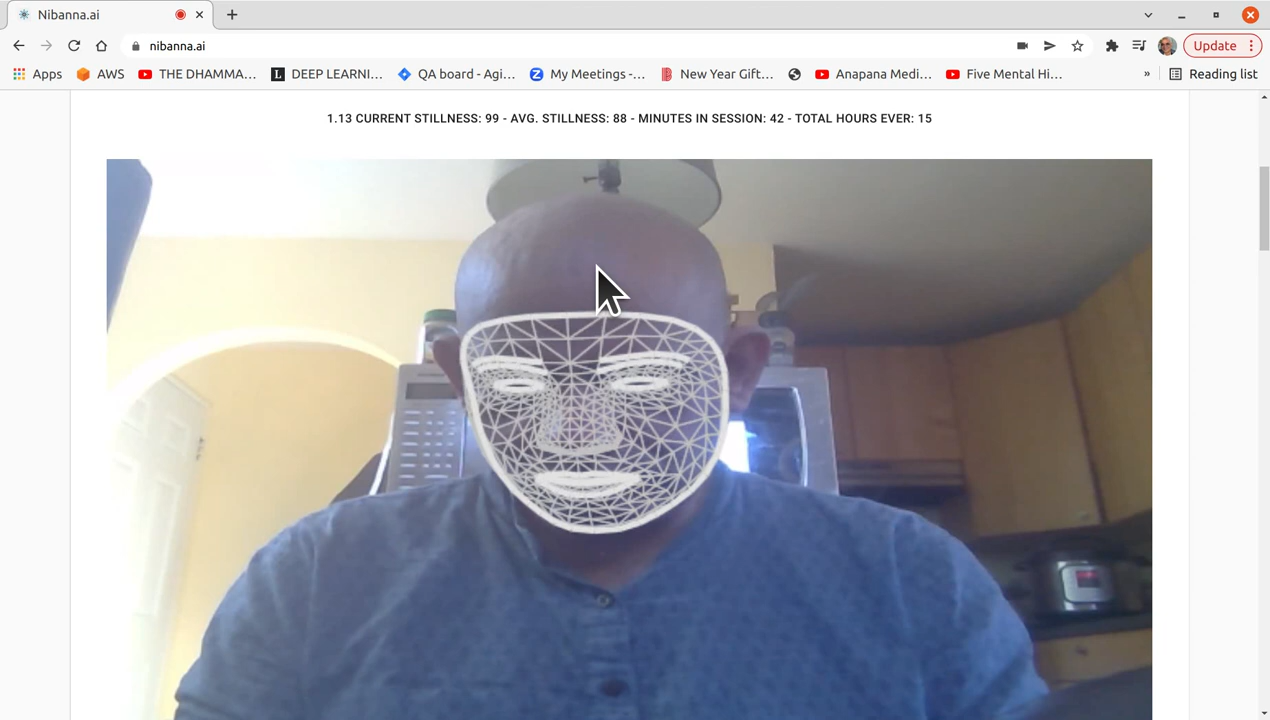 Nibanna.ai
nibanna.ai
Update
Apps AWS THE DHAMMA... DEEP LEARNI... QA board - Agi... My Meetings -... New Year Gift... Anapana Medi... Five Mental Hi... » Reading list
1.13 CURRENT STILLNESS: 99 - AVG. STILLNESS: 88 - MINUTES IN SESSION: 42 - TOTAL HOURS EVER: 15